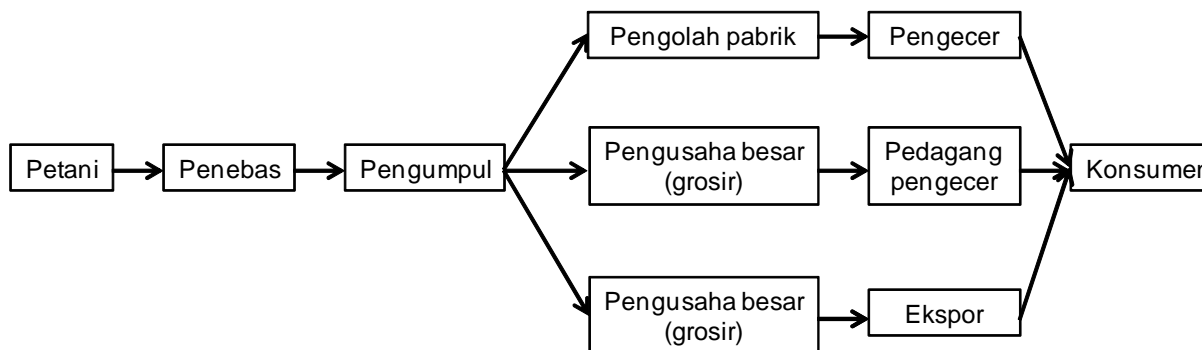 Petani
Penebas
Pengumpul
Pengolah pabrik
Pengecer
Pengusaha besar
(grosir)
Pedagang
pengecer
Pengusaha besar
(grosir)
Ekspor
Konsumen